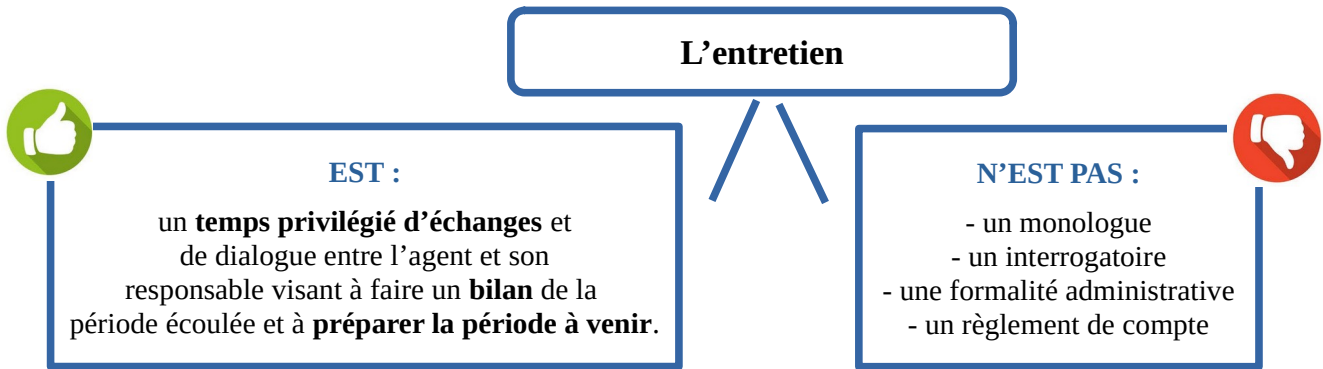 L’entretien
EST :
un temps privilégié d’échanges et
de dialogue entre l’agent et son
responsable visant à faire un bilan de la
période écoulée et à préparer la période à venir.
N’EST PAS :
- un monologue
- un interrogatoire
- une formalité administrative
- un règlement de compte